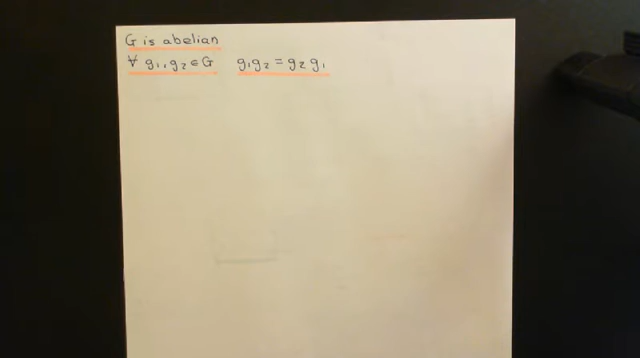 G is abelian
∀ g₁, g₂ ∈ G g₁g₂ = g₂g₁